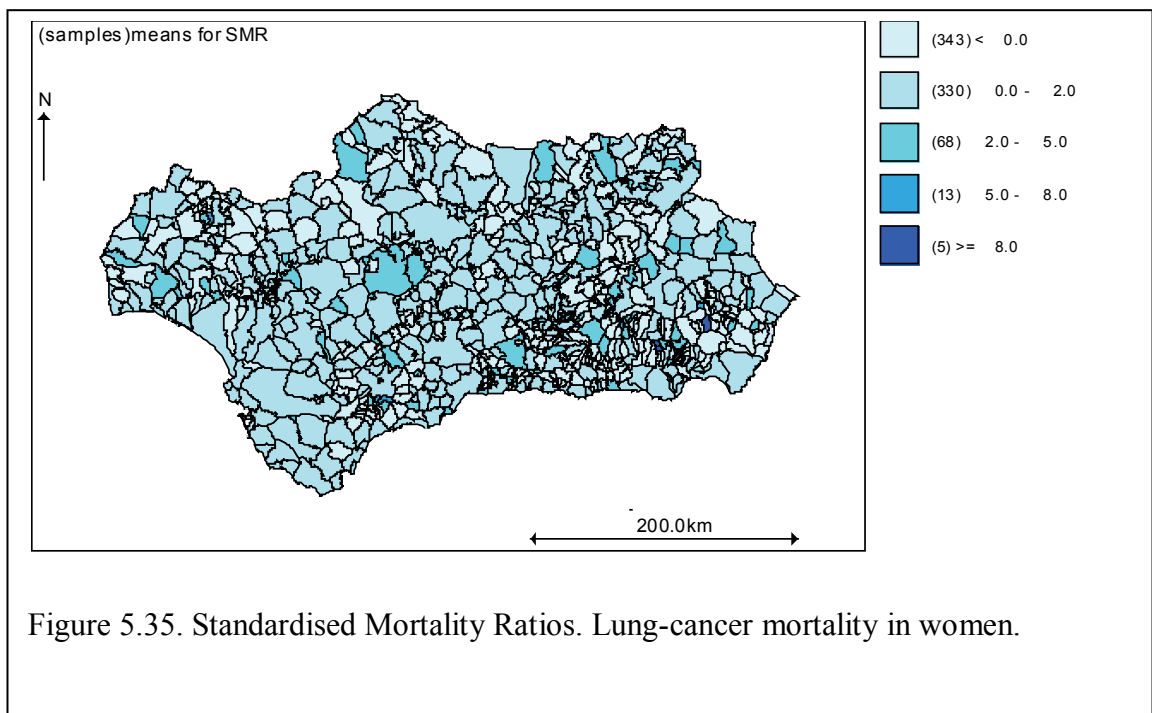 (samples)means for SMR
N
(343) < 0.0
(330) 0.0 - 2.0
(68) 2.0 - 5.0
(13) 5.0 - 8.0
(5) >= 8.0
200.0km
Figure 5.35. Standardised Mortality Ratios. Lung-cancer mortality in women.